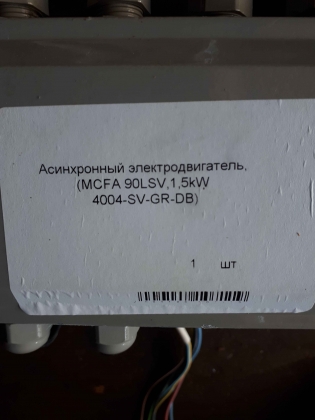 Асинхронный электродвигатель,
(MCFA 90LSV,1,5kW
4004-SV-GR-DB)
1 шт